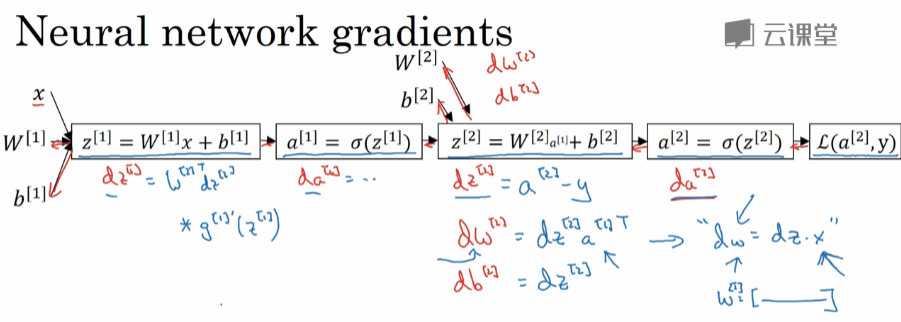 Neural network gradients
云课堂
W^[2] dw^[2]
b^[2] db^[2]
x
W^[1] z^[1] = W^[1]x + b^[1] a^[1] = σ(z^[1]) z^[2] = W^[2]a^[1] + b^[2] a^[2] = σ(z^[2]) ℒ(a^[2], y)
b^[1]
dz^[1] = W^[2]T dz^[2] da^[1] = ·· dz^[2] = a^[2] - y da^[2]
* g^[1]'(z^[1])
dw^[2] = dz^[2] a^[1]T → "dw = dz · x"
db^[2] = dz^[2]